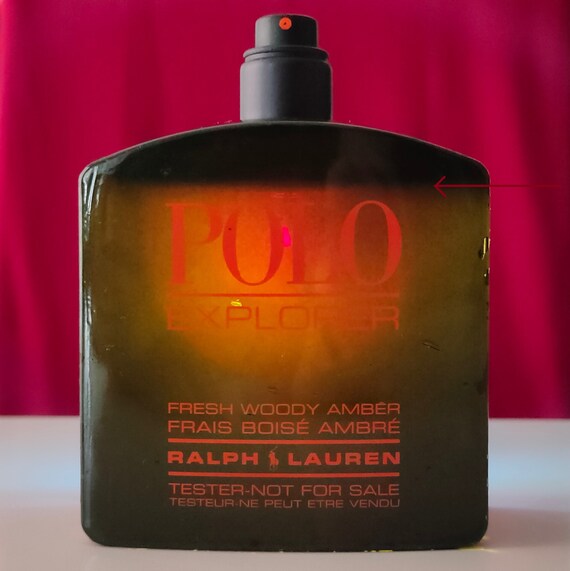 POLO
EXPLORER
FRESH WOODY AMBER
FRAIS BOISÉ AMBRÉ
RALPH LAUREN
TESTER-NOT FOR SALE
TESTEUR-NE PEUT ETRE VENDU